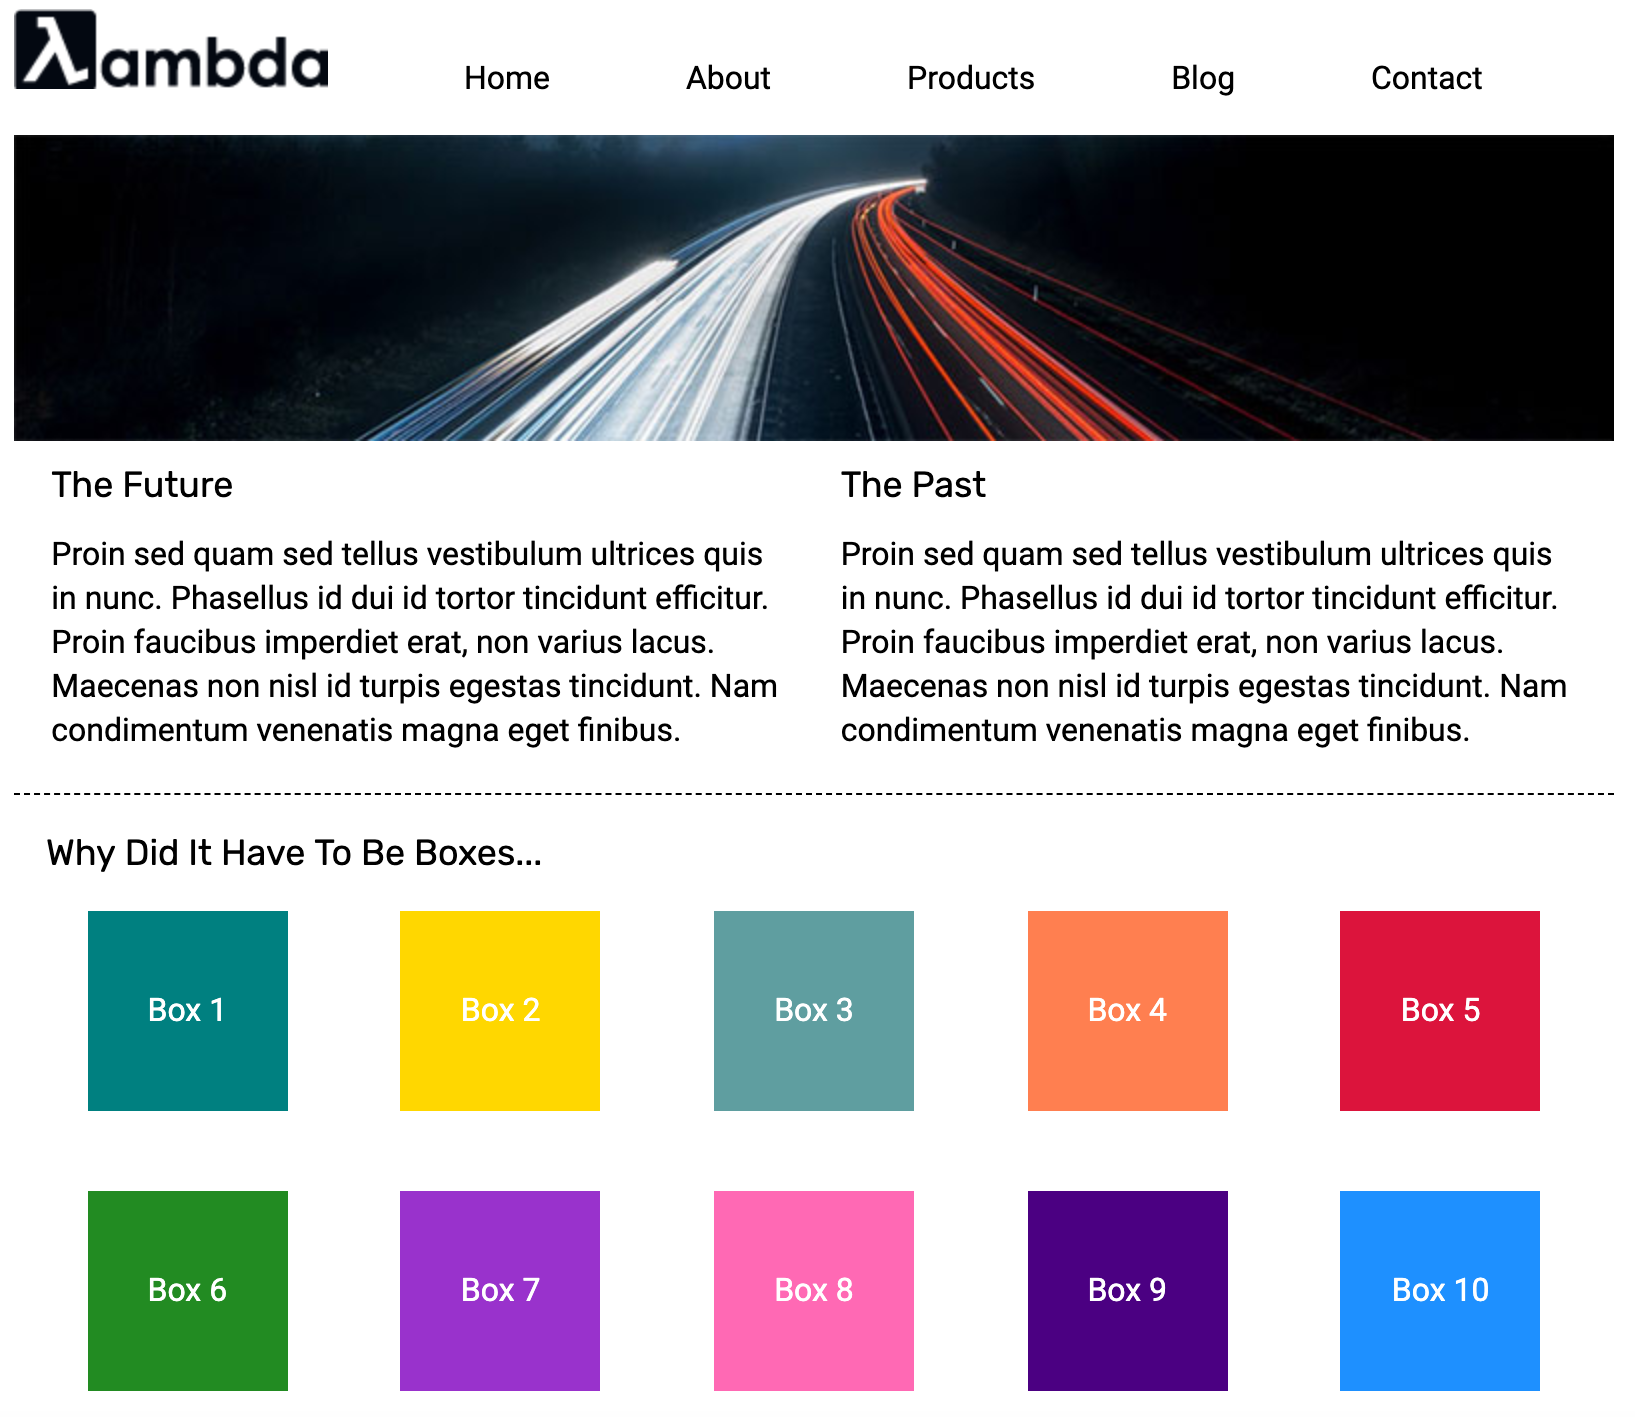 λambda
Home About Products Blog Contact
The Future
Proin sed quam sed tellus vestibulum ultrices quis
in nunc. Phasellus id dui id tortor tincidunt efficitur.
Proin faucibus imperdiet erat, non varius lacus.
Maecenas non nisl id turpis egestas tincidunt. Nam
condimentum venenatis magna eget finibus.
The Past
Proin sed quam sed tellus vestibulum ultrices quis
in nunc. Phasellus id dui id tortor tincidunt efficitur.
Proin faucibus imperdiet erat, non varius lacus.
Maecenas non nisl id turpis egestas tincidunt. Nam
condimentum venenatis magna eget finibus.
Why Did It Have To Be Boxes...
Box 1 Box 2 Box 3 Box 4 Box 5
Box 6 Box 7 Box 8 Box 9 Box 10